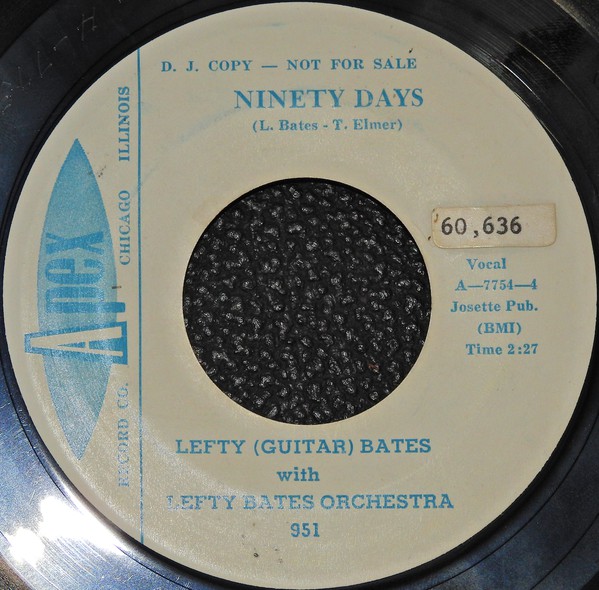 D. J. COPY — NOT FOR SALE
NINETY DAYS
(L. Bates - T. Elmer)
Apex
RECORD CO. CHICAGO ILLINOIS
60,636
Vocal
A—7754—4
Josette Pub.
(BMI)
Time 2:27
LEFTY (GUITAR) BATES
with
LEFTY BATES ORCHESTRA
951